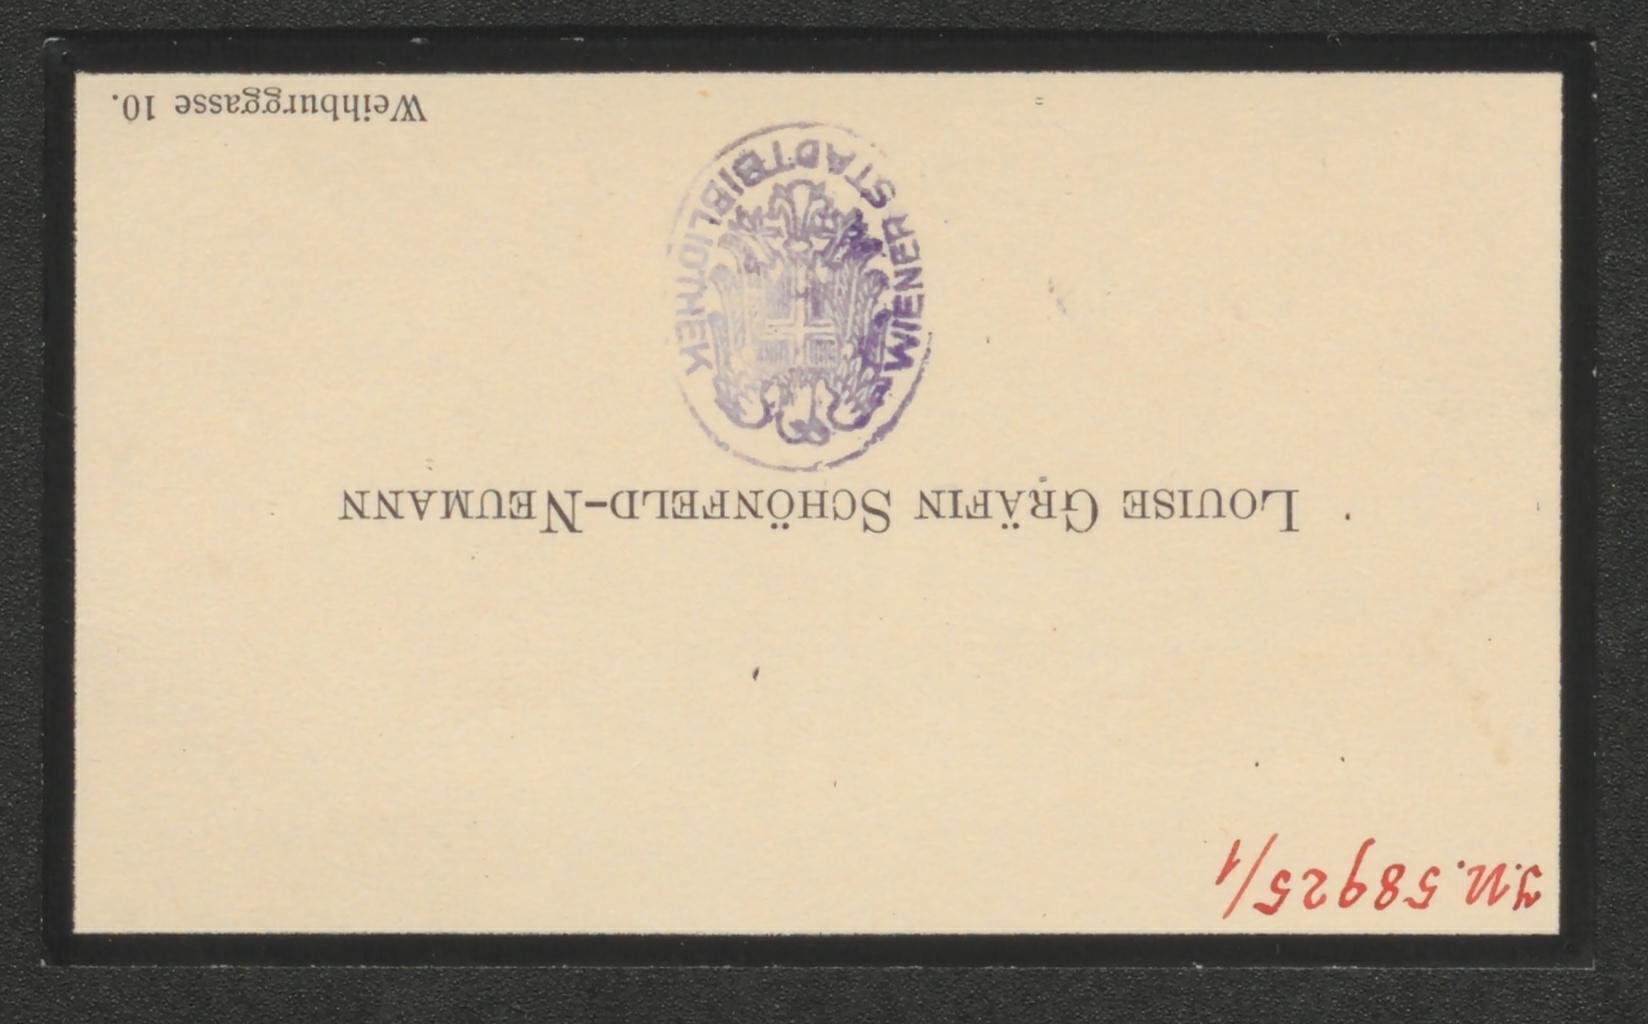 J.N. 58925/1
LOUISE GRÄFIN SCHÖNFELD-NEUMANN
WIENER STADTBIBLIOTHEK
Weihburggasse 10.